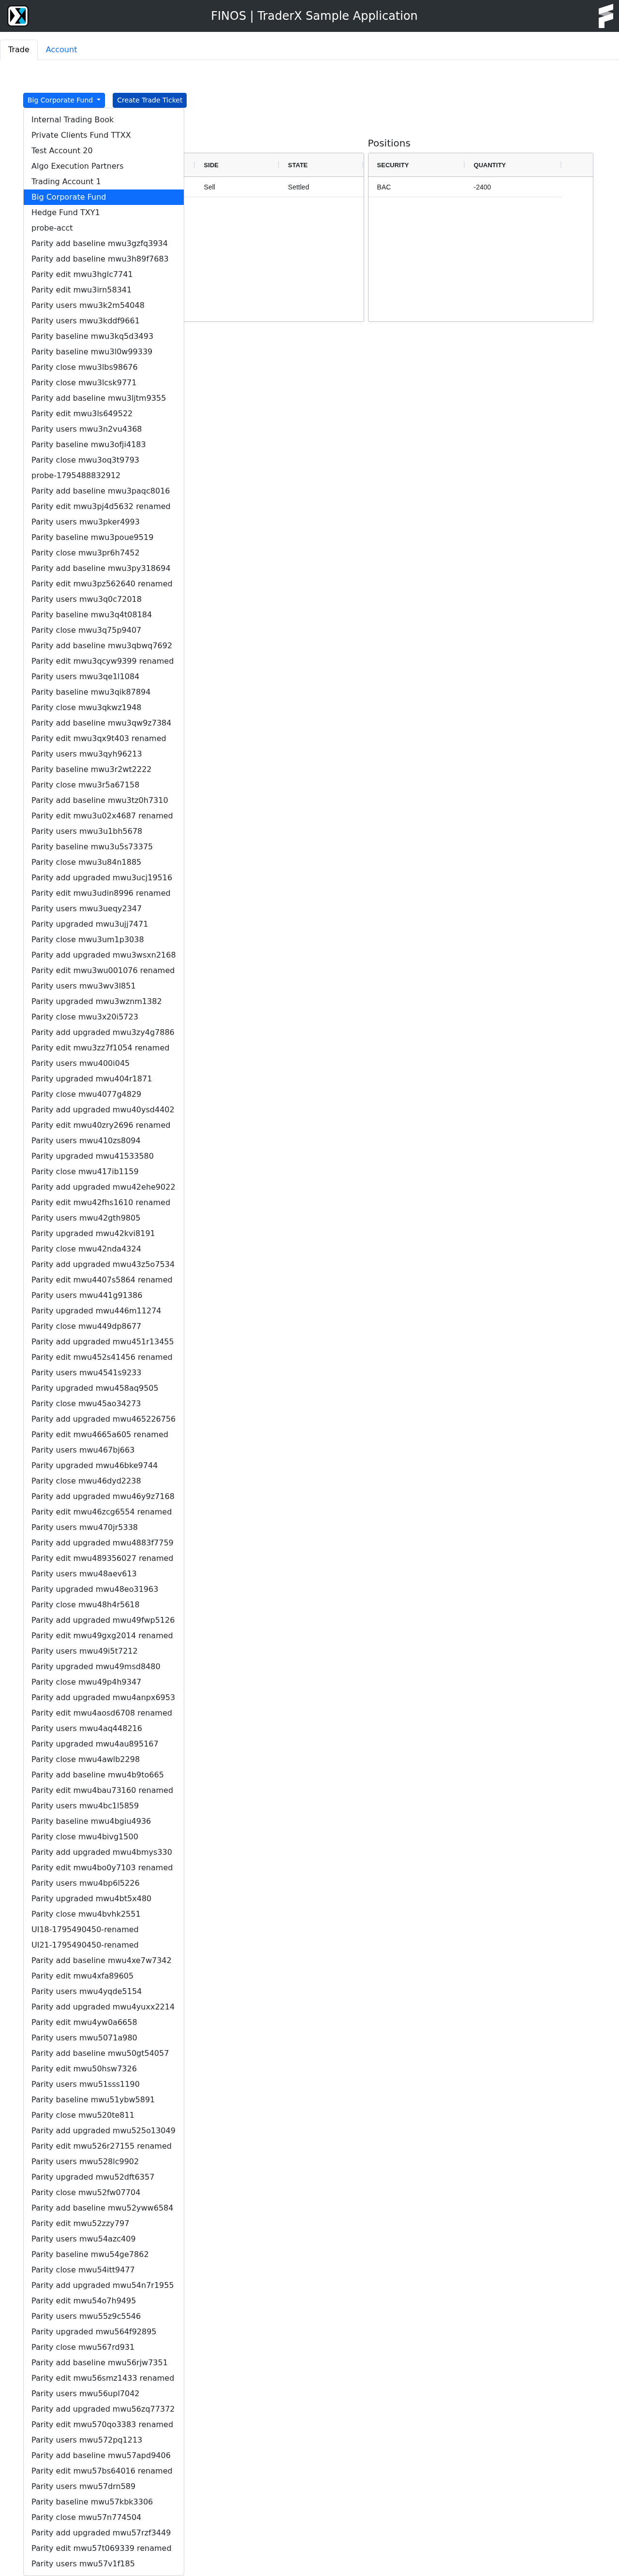 FINOS | TraderX Sample Application
Trade
Account
Big Corporate Fund
Create Trade Ticket
Internal Trading Book
Private Clients Fund TTXX
Test Account 20
Algo Execution Partners
Trading Account 1
Big Corporate Fund
Hedge Fund TXY1
probe-acct
Positions
SIDE STATE
Sell Settled
SECURITY QUANTITY
BAC -2400
Parity add baseline mwu3gzfq3934
Parity add baseline mwu3h89f7683
Parity edit mwu3hglc7741
Parity edit mwu3irn58341
Parity users mwu3k2m54048
Parity users mwu3kddf9661
Parity baseline mwu3kq5d3493
Parity baseline mwu3l0w99339
Parity close mwu3lbs98676
Parity close mwu3lcsk9771
Parity add baseline mwu3ljtm9355
Parity edit mwu3ls649522
Parity users mwu3n2vu4368
Parity baseline mwu3ofji4183
Parity close mwu3oq3t9793
probe-1795488832912
Parity add baseline mwu3paqc8016
Parity edit mwu3pj4d5632 renamed
Parity users mwu3pker4993
Parity baseline mwu3poue9519
Parity close mwu3pr6h7452
Parity add baseline mwu3py318694
Parity edit mwu3pz562640 renamed
Parity users mwu3q0c72018
Parity baseline mwu3q4t08184
Parity close mwu3q75p9407
Parity add baseline mwu3qbwq7692
Parity edit mwu3qcyw9399 renamed
Parity users mwu3qe1l1084
Parity baseline mwu3qik87894
Parity close mwu3qkwz1948
Parity add baseline mwu3qw9z7384
Parity edit mwu3qx9t403 renamed
Parity users mwu3qyh96213
Parity baseline mwu3r2wt2222
Parity close mwu3r5a67158
Parity add baseline mwu3tz0h7310
Parity edit mwu3u02x4687 renamed
Parity users mwu3u1bh5678
Parity baseline mwu3u5s73375
Parity close mwu3u84n1885
Parity add upgraded mwu3ucj19516
Parity edit mwu3udin8996 renamed
Parity users mwu3ueqy2347
Parity upgraded mwu3ujj7471
Parity close mwu3um1p3038
Parity add upgraded mwu3wsxn2168
Parity edit mwu3wu001076 renamed
Parity users mwu3wv3l851
Parity upgraded mwu3wznm1382
Parity close mwu3x20i5723
Parity add upgraded mwu3zy4g7886
Parity edit mwu3zz7f1054 renamed
Parity users mwu400i045
Parity upgraded mwu404r1871
Parity close mwu4077g4829
Parity add upgraded mwu40ysd4402
Parity edit mwu40zry2696 renamed
Parity users mwu410zs8094
Parity upgraded mwu41533580
Parity close mwu417ib1159
Parity add upgraded mwu42ehe9022
Parity edit mwu42fhs1610 renamed
Parity users mwu42gth9805
Parity upgraded mwu42kvi8191
Parity close mwu42nda4324
Parity add upgraded mwu43z5o7534
Parity edit mwu4407s5864 renamed
Parity users mwu441g91386
Parity upgraded mwu446m11274
Parity close mwu449dp8677
Parity add upgraded mwu451r13455
Parity edit mwu452s41456 renamed
Parity users mwu4541s9233
Parity upgraded mwu458aq9505
Parity close mwu45ao34273
Parity add upgraded mwu465226756
Parity edit mwu4665a605 renamed
Parity users mwu467bj663
Parity upgraded mwu46bke9744
Parity close mwu46dyd2238
Parity add upgraded mwu46y9z7168
Parity edit mwu46zcg6554 renamed
Parity users mwu470jr5338
Parity add upgraded mwu4883f7759
Parity edit mwu489356027 renamed
Parity users mwu48aev613
Parity upgraded mwu48eo31963
Parity close mwu48h4r5618
Parity add upgraded mwu49fwp5126
Parity edit mwu49gxg2014 renamed
Parity users mwu49i5t7212
Parity upgraded mwu49msd8480
Parity close mwu49p4h9347
Parity add upgraded mwu4anpx6953
Parity edit mwu4aosd6708 renamed
Parity users mwu4aq448216
Parity upgraded mwu4au895167
Parity close mwu4awlb2298
Parity add baseline mwu4b9to665
Parity edit mwu4bau73160 renamed
Parity users mwu4bc1l5859
Parity baseline mwu4bgiu4936
Parity close mwu4bivg1500
Parity add upgraded mwu4bmys330
Parity edit mwu4bo0y7103 renamed
Parity users mwu4bp6l5226
Parity upgraded mwu4bt5x480
Parity close mwu4bvhk2551
UI18-1795490450-renamed
UI21-1795490450-renamed
Parity add baseline mwu4xe7w7342
Parity edit mwu4xfa89605
Parity users mwu4yqde5154
Parity add upgraded mwu4yuxx2214
Parity edit mwu4yw0a6658
Parity users mwu5071a980
Parity add baseline mwu50gt54057
Parity edit mwu50hsw7326
Parity users mwu51sss1190
Parity baseline mwu51ybw5891
Parity close mwu520te811
Parity add upgraded mwu525o13049
Parity edit mwu526r27155 renamed
Parity users mwu528lc9902
Parity upgraded mwu52dft6357
Parity close mwu52fw07704
Parity add baseline mwu52yww6584
Parity edit mwu52zzy797
Parity users mwu54azc409
Parity baseline mwu54ge7862
Parity close mwu54itt9477
Parity add upgraded mwu54n7r1955
Parity edit mwu54o7h9495
Parity users mwu55z9c5546
Parity upgraded mwu564f92895
Parity close mwu567rd931
Parity add baseline mwu56rjw7351
Parity edit mwu56smz1433 renamed
Parity users mwu56upl7042
Parity add upgraded mwu56zq77372
Parity edit mwu570qo3383 renamed
Parity users mwu572pq1213
Parity add baseline mwu57apd9406
Parity edit mwu57bs64016 renamed
Parity users mwu57drn589
Parity baseline mwu57kbk3306
Parity close mwu57n774504
Parity add upgraded mwu57rzf3449
Parity edit mwu57t069339 renamed
Parity users mwu57v1f185